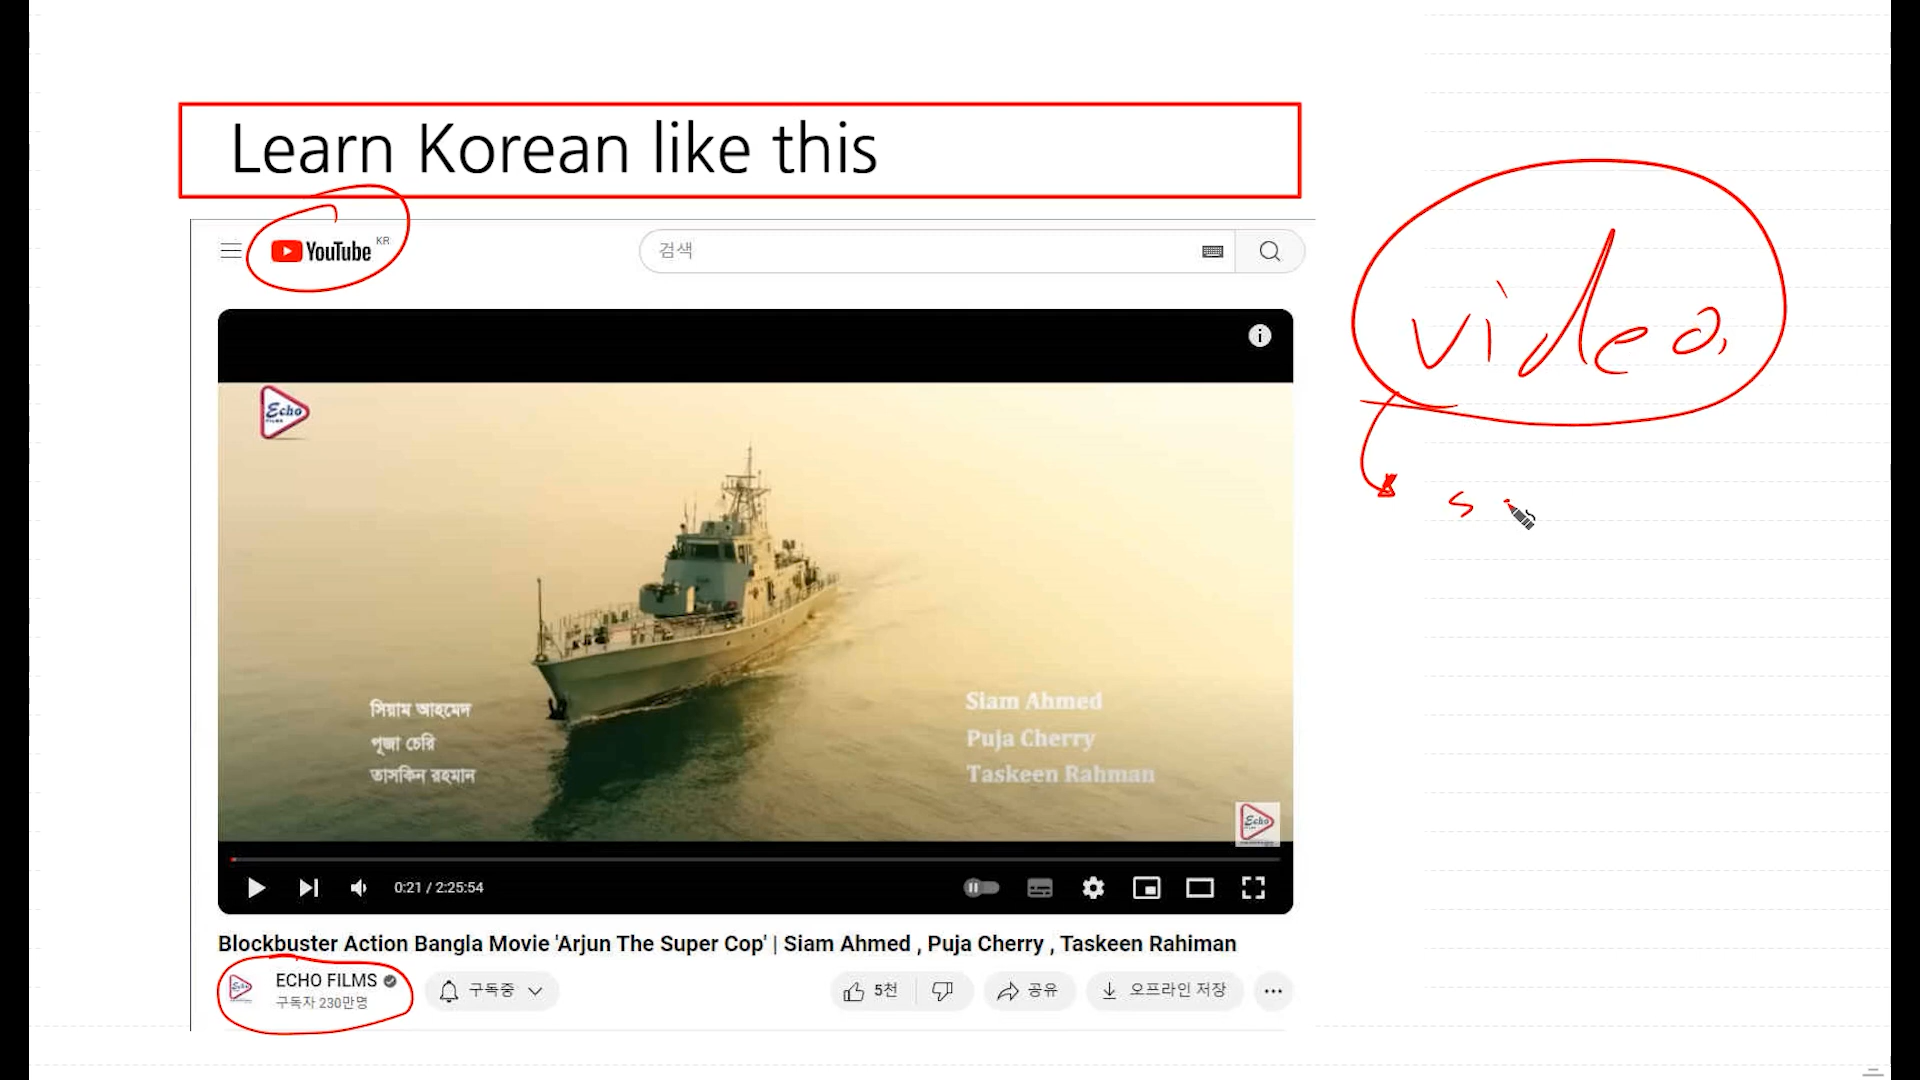 Learn Korean like this
YouTube KR
검색
video,
s
Echo
FILMS
সিয়াম আহমেদ
পূজা চেরি
তাসকিন রহমান
Siam Ahmed
Puja Cherry
Taskeen Rahman
Echo
0:21 / 2:25:54
Blockbuster Action Bangla Movie 'Arjun The Super Cop' | Siam Ahmed , Puja Cherry , Taskeen Rahiman
ECHO FILMS
구독자 230만명
구독중
5천
공유
오프라인 저장